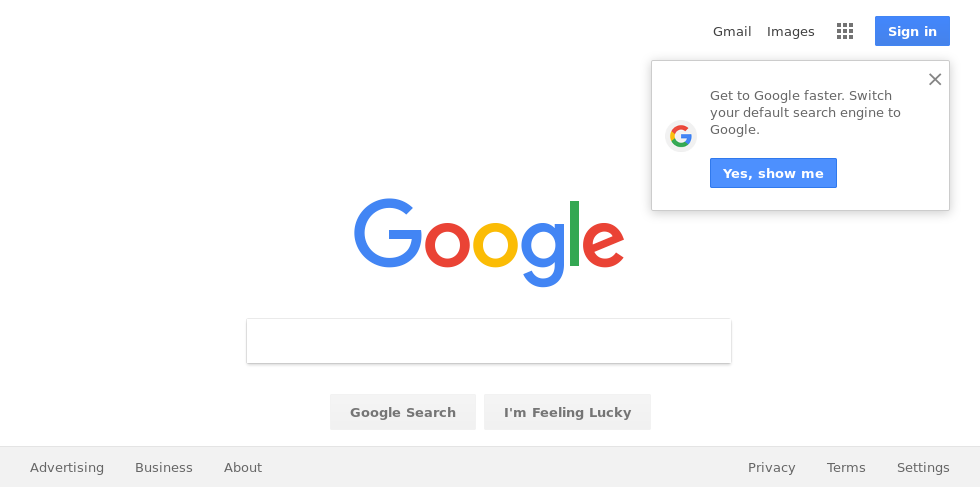 Gmail Images Sign in
Get to Google faster. Switch
your default search engine to
Google.
Yes, show me
Google
Google Search I'm Feeling Lucky
Advertising Business About Privacy Terms Settings